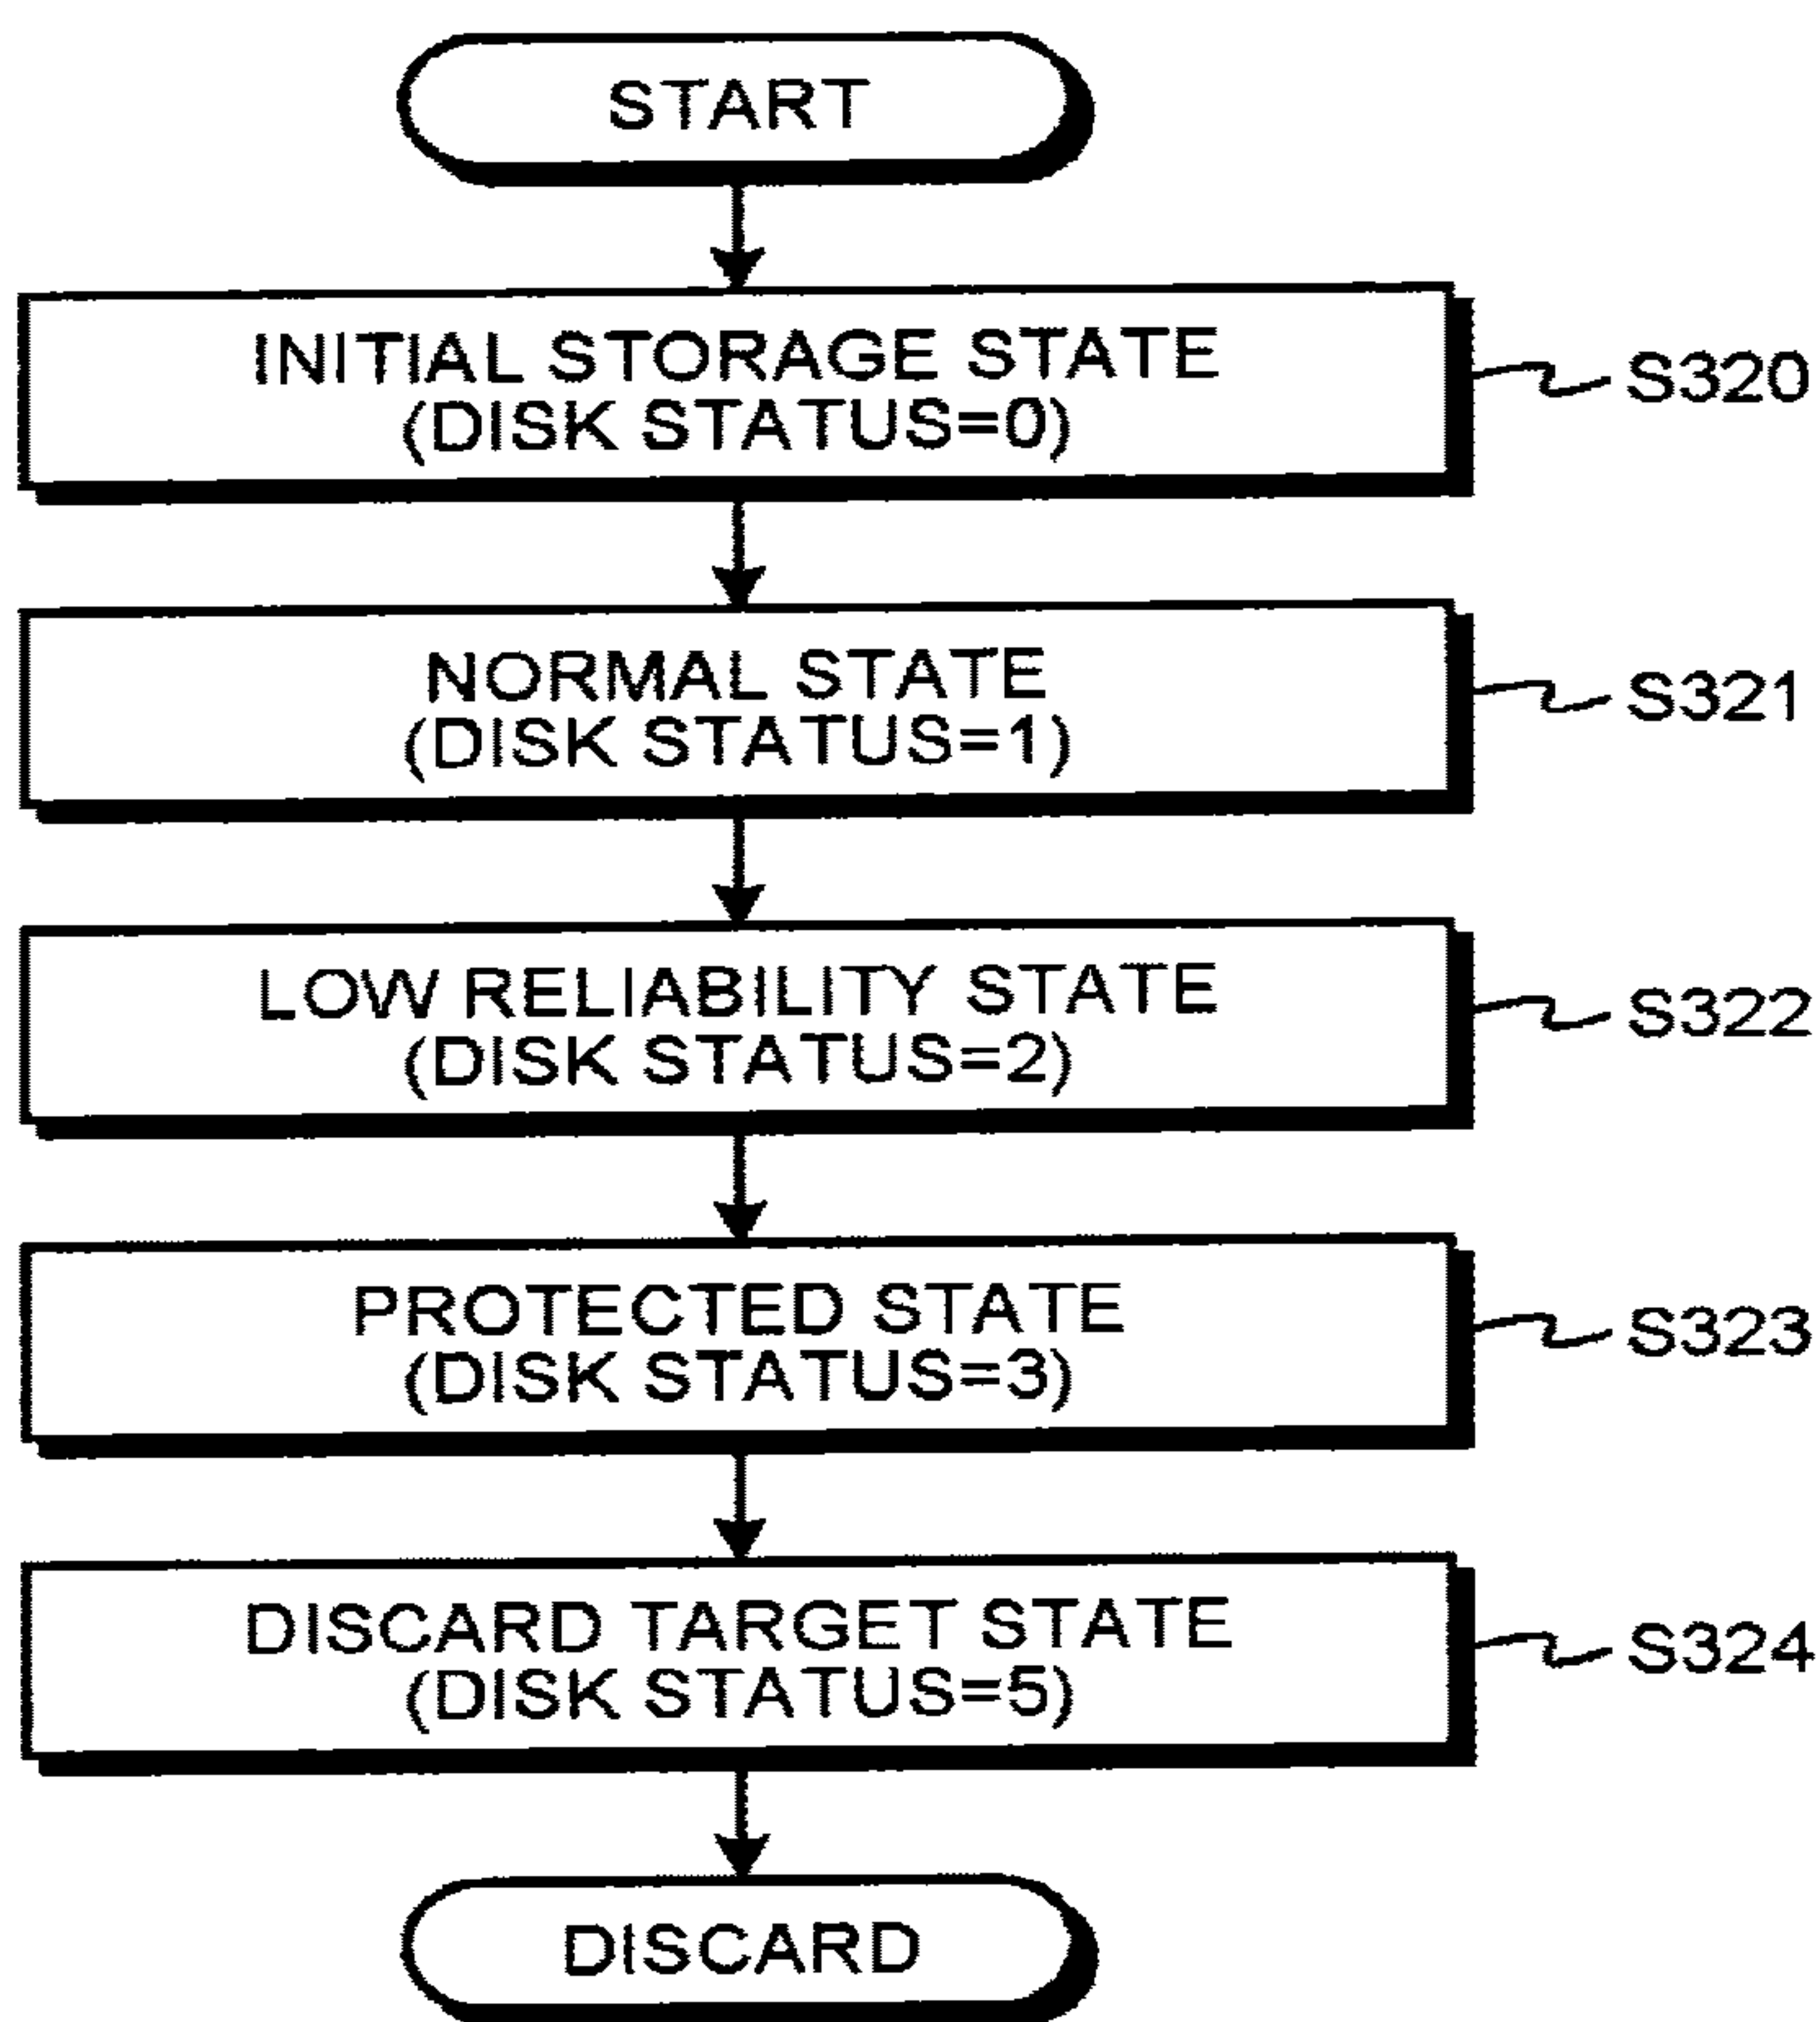 START
INITIAL STORAGE STATE
(DISK STATUS=0)
S320
NORMAL STATE
(DISK STATUS=1)
S321
LOW RELIABILITY STATE
(DISK STATUS=2)
S322
PROTECTED STATE
(DISK STATUS=3)
S323
DISCARD TARGET STATE
(DISK STATUS=5)
S324
DISCARD